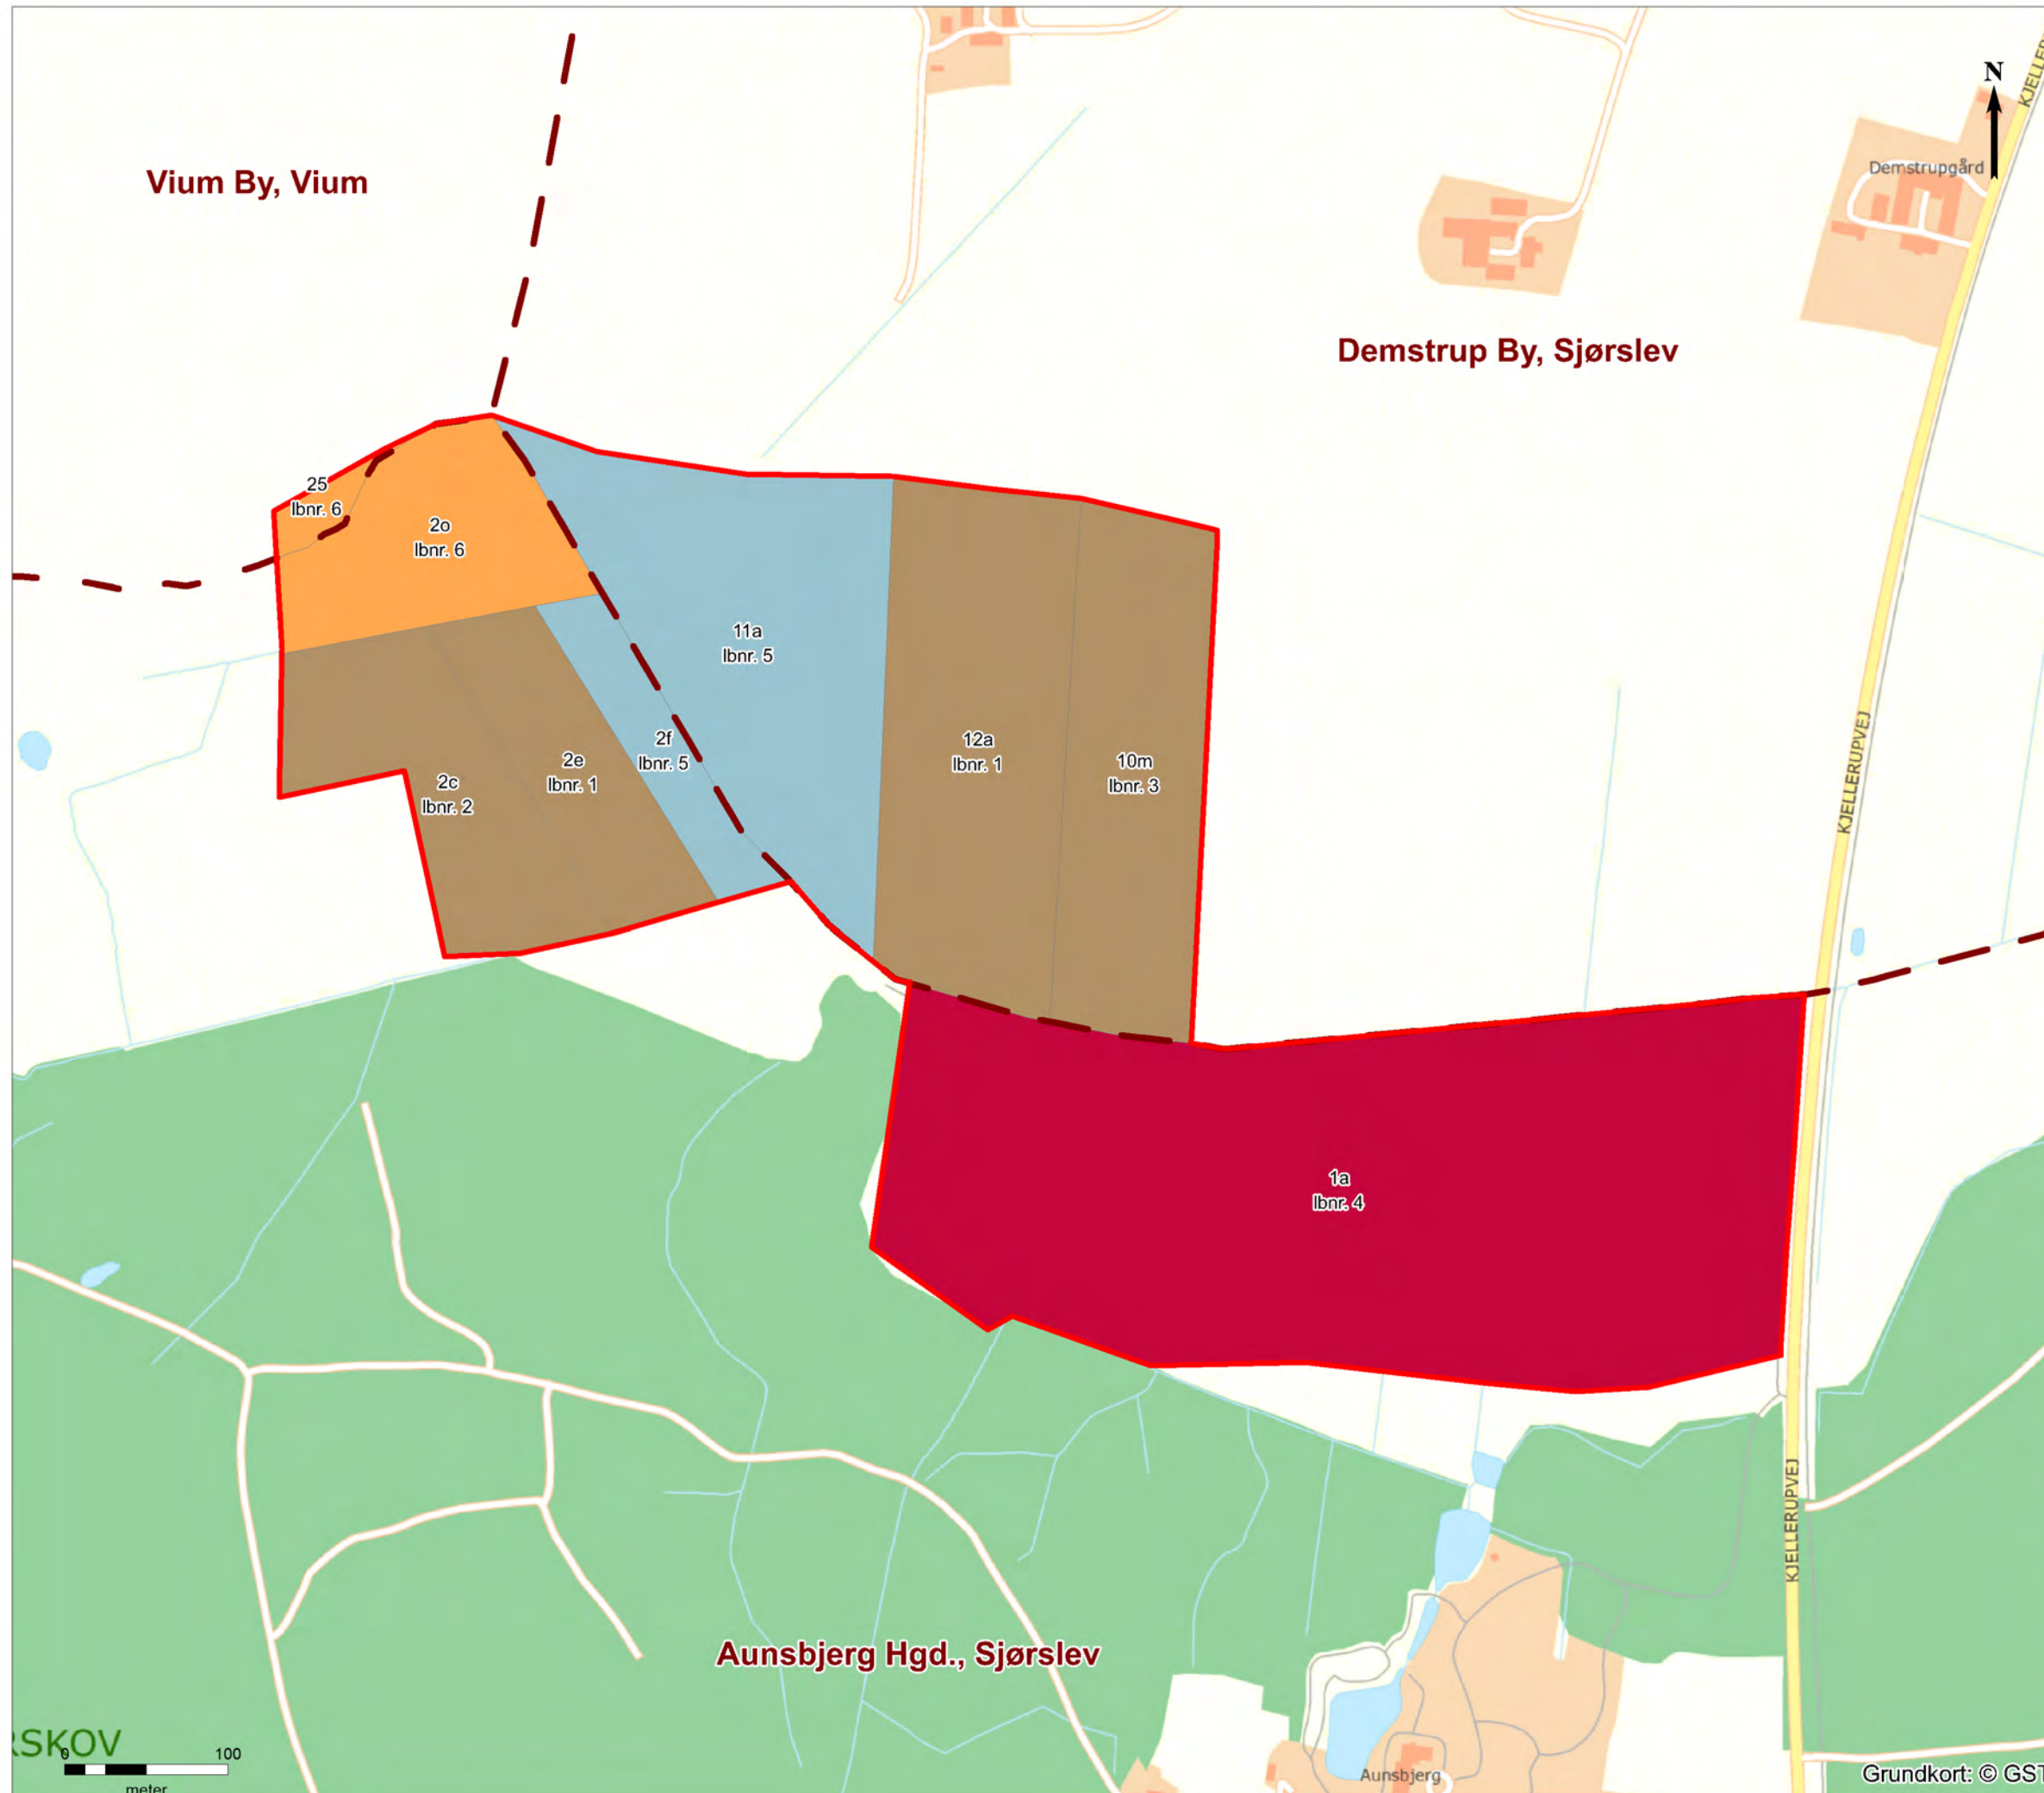 KJELLER
N
Demstrupgård
Vium By, Vium
Demstrup By, Sjørslev
25
lbnr. 6
2o
lbnr. 6
11a
lbnr. 5
2f
lbnr. 5
12a
lbnr. 1
10m
lbnr. 3
2e
lbnr. 1
2c
lbnr. 2
KJELLERUPVEJ
1a
lbnr. 4
KJELLERUPVEJ
Aunsbjerg Hgd., Sjørslev
RSKOV
0 100
meter
Aunsbjerg
Grundkort: © GST